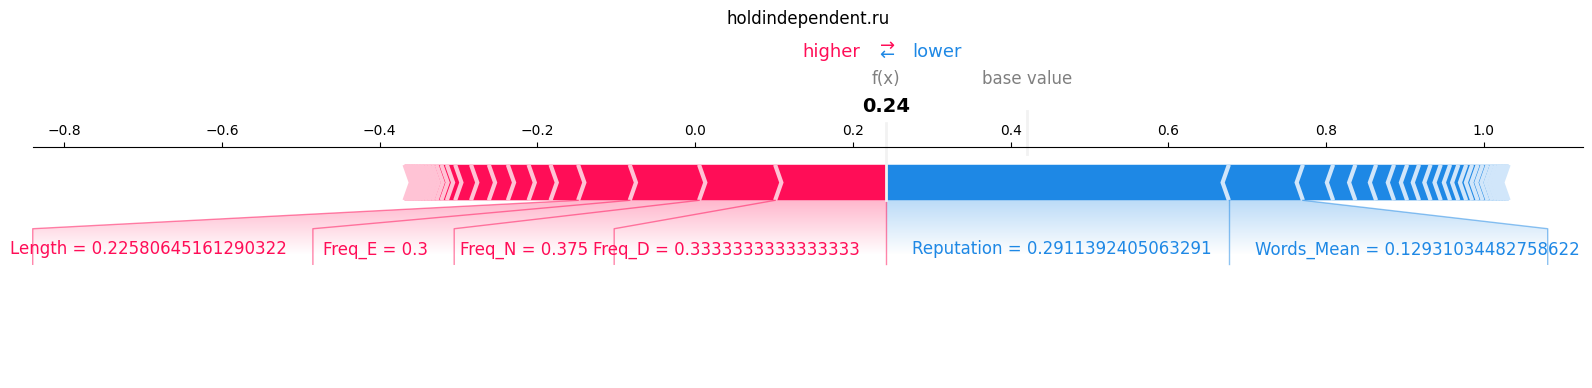 holdindependent.ru
higher ⇄ lower
f(x) base value
0.24
−0.8 −0.6 −0.4 −0.2 0.0 0.2 0.4 0.6 0.8 1.0
Length = 0.22580645161290322 Freq_E = 0.3 Freq_N = 0.375 Freq_D = 0.3333333333333333 Reputation = 0.2911392405063291 Words_Mean = 0.12931034482758622